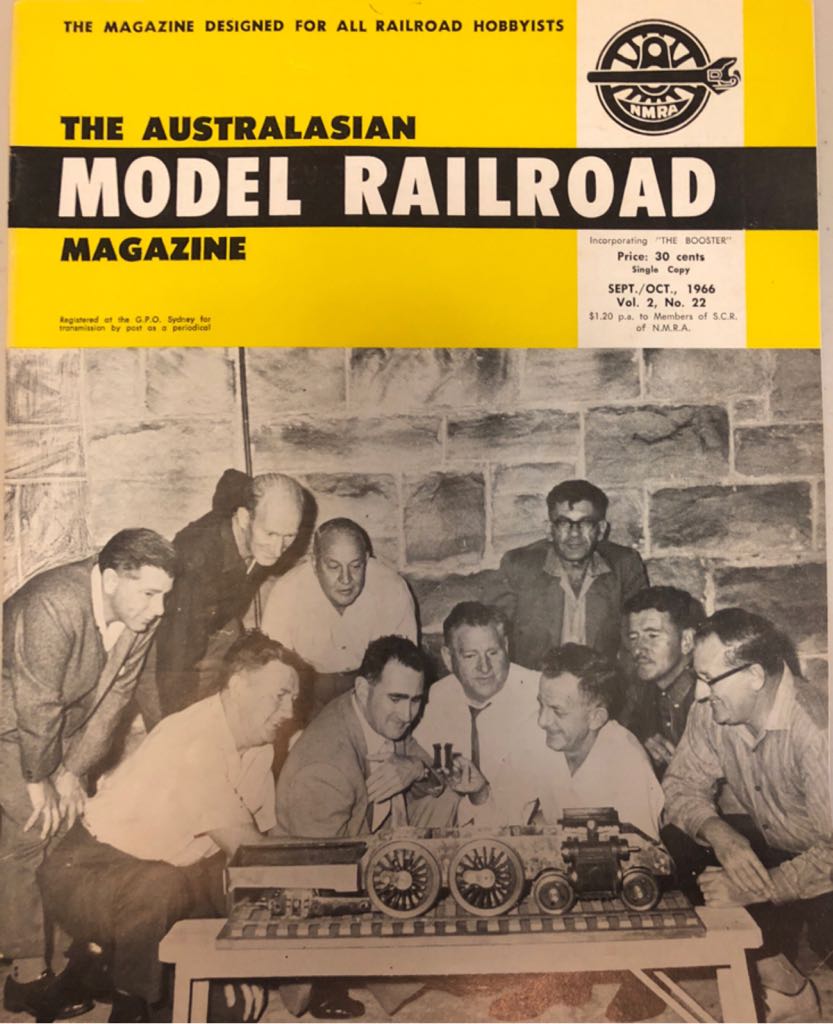 THE MAGAZINE DESIGNED FOR ALL RAILROAD HOBBYISTS
NMRA
THE AUSTRALASIAN
MODEL RAILROAD
MAGAZINE
Incorporating "THE BOOSTER"
Price: 30 cents
Single Copy
SEPT./OCT., 1966
Vol. 2, No. 22
$1.20 p.a. to Members of S.C.R.
of N.M.R.A.
Registered at the G.P.O. Sydney for
transmission by post as a periodical